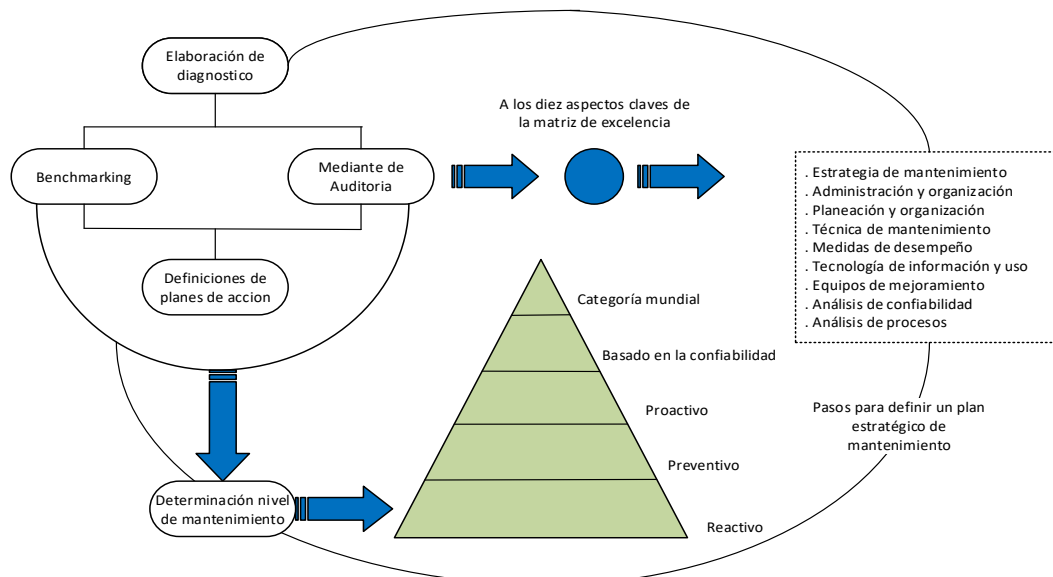 Elaboración de
diagnostico
A los diez aspectos claves de
la matriz de excelencia
Benchmarking
Mediante de
Auditoria
. Estrategia de mantenimiento
. Administración y organización
. Planeación y organización
. Técnica de mantenimiento
. Medidas de desempeño
. Tecnología de información y uso
. Equipos de mejoramiento
. Análisis de confiabilidad
. Análisis de procesos
Definiciones de
planes de accion
Categoría mundial
Basado en la confiabilidad
Proactivo
Preventivo
Reactivo
Pasos para definir un plan
estratégico de
mantenimiento
Determinación nivel
de mantenimiento